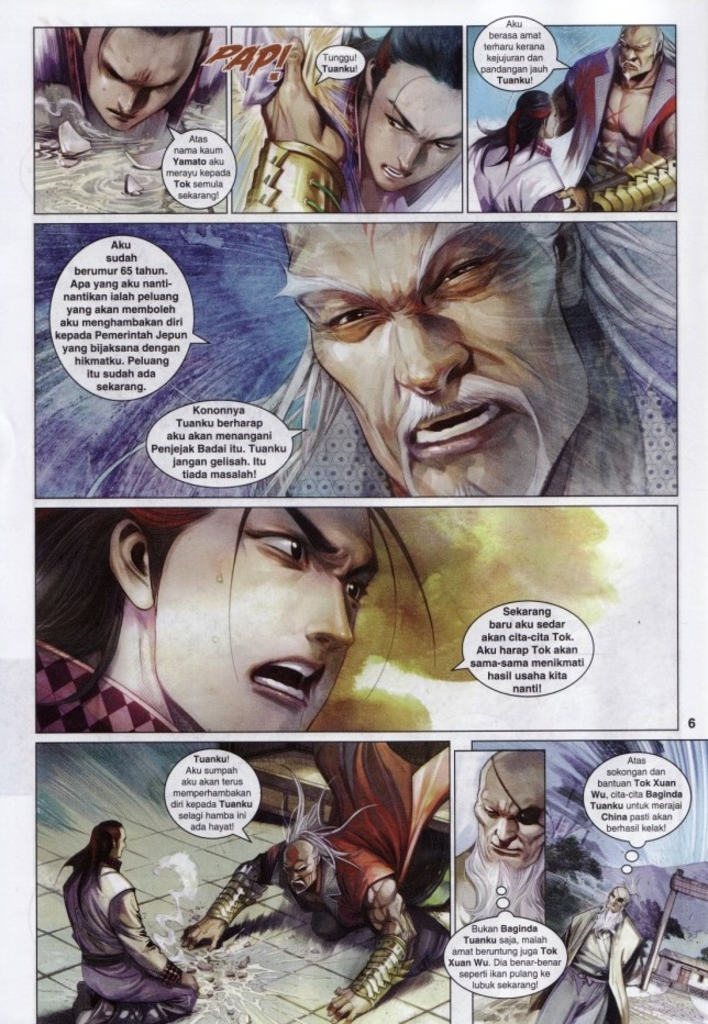 Atas
nama kaum
Yamato aku
merayu kepada
Tok semula
sekarang!
PAP!
Tunggu!
Tuanku!
Aku
berasa amat
terharu kerana
kejujuran dan
pandangan jauh
Tuanku!
Aku
sudah
berumur 65 tahun.
Apa yang nanti-
nantikan ialah peluang
yang akan memboleh
aku menghambakan diri
kepada Pemerintah Jepun
yang bijaksana dengan
hikmatku. Peluang
itu sudah ada
sekarang.
Kononnya
Tuanku berharap
aku akan menangani
Penjejak Badai itu. Tuanku
jangan gelisah. Itu
tiada masalah!
Sekarang
baru aku sedar
akan cita-cita Tok.
Aku harap Tok akan
sama-sama menikmati
hasil usaha kita
nanti!
6
Tuanku!
Aku sumpah
aku akan terus
memperhambakan
diri kepada Tuanku
selagi hamba ini
ada hayat!
Bukan Baginda
Tuanku saja, malah
amat beruntung juga Tok
Xuan Wu. Dia benar-benar
seperti ikan pulang ke
lubuk sekarang!
Atas
sokongan dan
bantuan Tok Xuan
Wu, cita-cita Baginda
Tuanku untuk merajai
China pasti akan
berhasil kelak!